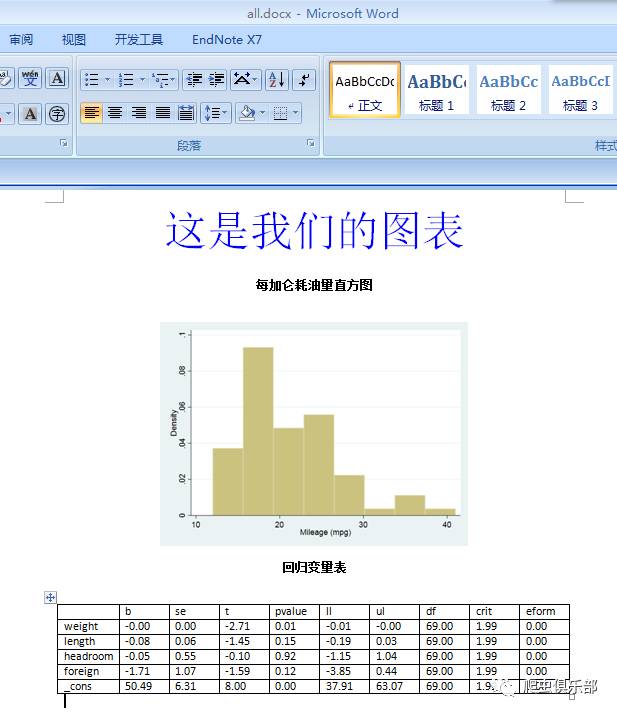 all.docx - Microsoft Word
审阅 视图 开发工具 EndNote X7
wén
文 A
AaBbCcDc AaBbC AaBbCc AaBbCcI
正文 标题 1 标题 2 标题 3
A 字
段落 样式
这是我们的图表
每加仑耗油量直方图
.1
.08
.06
.04
.02
0
Density
10 20 30 40
Mileage (mpg)
回归变量表
b se t pvalue ll ul df crit eform
weight -0.00 0.00 -2.71 0.01 -0.01 -0.00 69.00 1.99 0.00
length -0.08 0.06 -1.45 0.15 -0.19 0.03 69.00 1.99 0.00
headroom -0.05 0.55 -0.10 0.92 -1.15 1.04 69.00 1.99 0.00
foreign -1.71 1.07 -1.59 0.12 -3.85 0.44 69.00 1.99 0.00
_cons 50.49 6.31 8.00 0.00 37.91 63.07 69.00
爬虫俱乐部